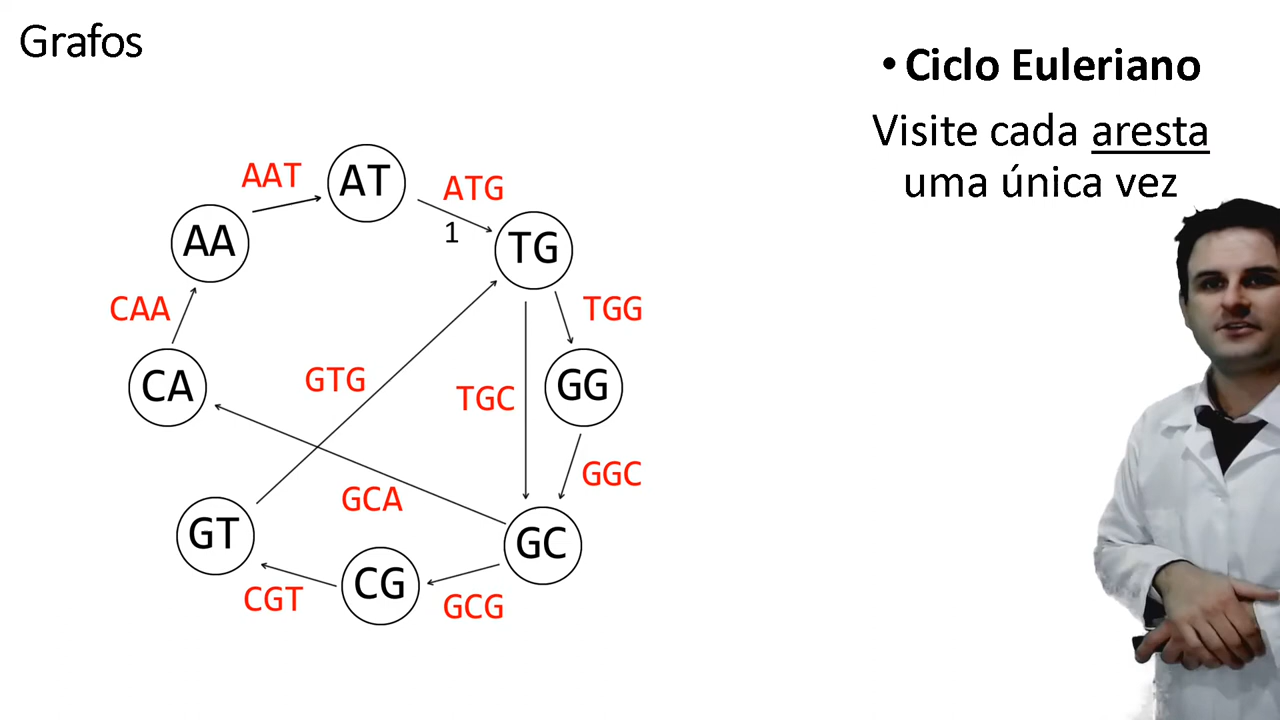 Grafos
• Ciclo Euleriano
Visite cada aresta
uma única vez
AAT
AT
ATG
1
AA
TG
CAA
TGG
CA
GTG
TGC
GG
GGC
GCA
GT
GC
CGT
CG
GCG